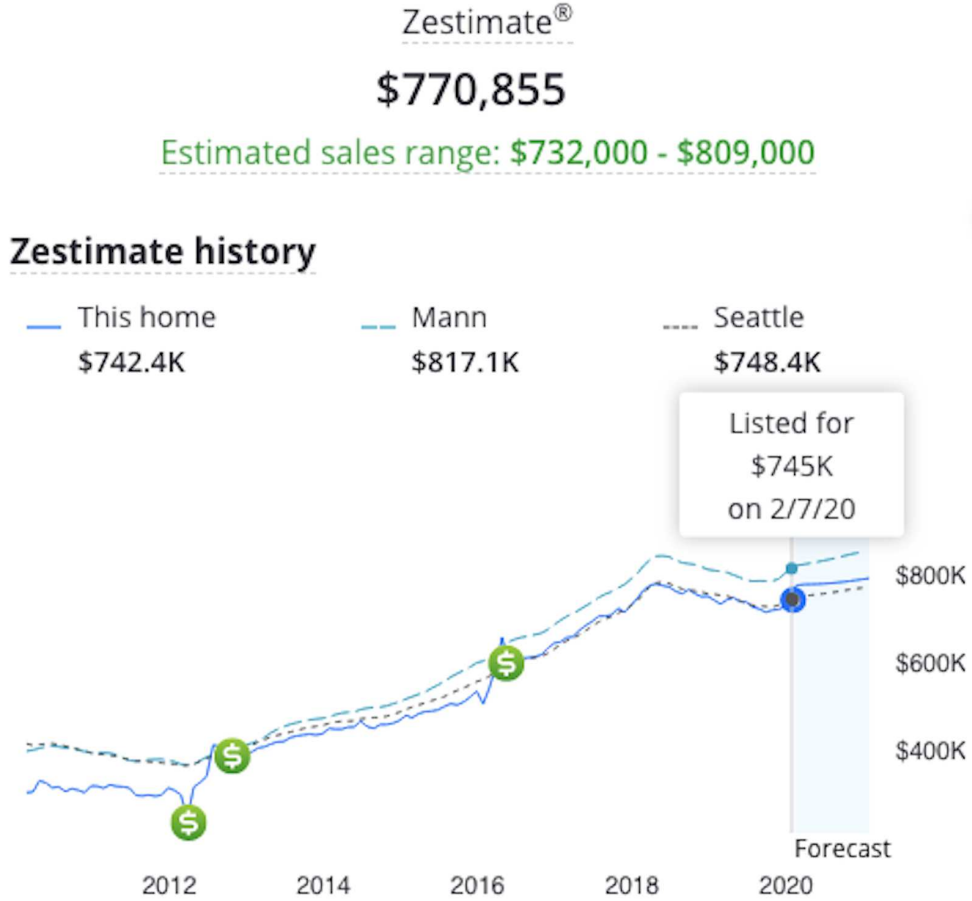 Zestimate®
$770,855
Estimated sales range: $732,000 - $809,000
Zestimate history
This home Mann Seattle
$742.4K $817.1K $748.4K
Listed for
$745K
on 2/7/20
$800K
$600K
$
$400K
$
$
Forecast
2012 2014 2016 2018 2020